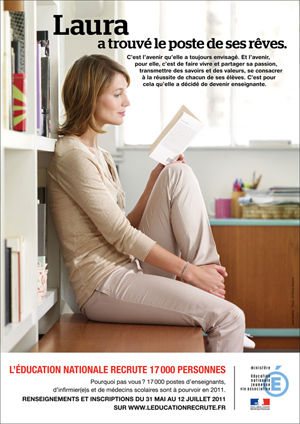 Laura
a trouvé le poste de ses rêves.
C'est l'avenir qu'elle a toujours envisagé. Et l'avenir,
pour elle, c'est de faire vivre et partager sa passion,
transmettre des savoirs et des valeurs, se consacrer
à la réussite de chacun de ses élèves. C'est pour
cela qu'elle a décidé de devenir enseignante.
L'ÉDUCATION NATIONALE RECRUTE 17 000 PERSONNES
Pourquoi pas vous ? 17 000 postes d'enseignants,
d'infirmier(e)s et de médecins scolaires sont à pourvoir en 2011.
RENSEIGNEMENTS ET INSCRIPTIONS DU 31 MAI AU 12 JUILLET 2011
SUR WWW.LEDUCATIONRECRUTE.FR
ministère
éducation
nationale
jeunesse
vie associative